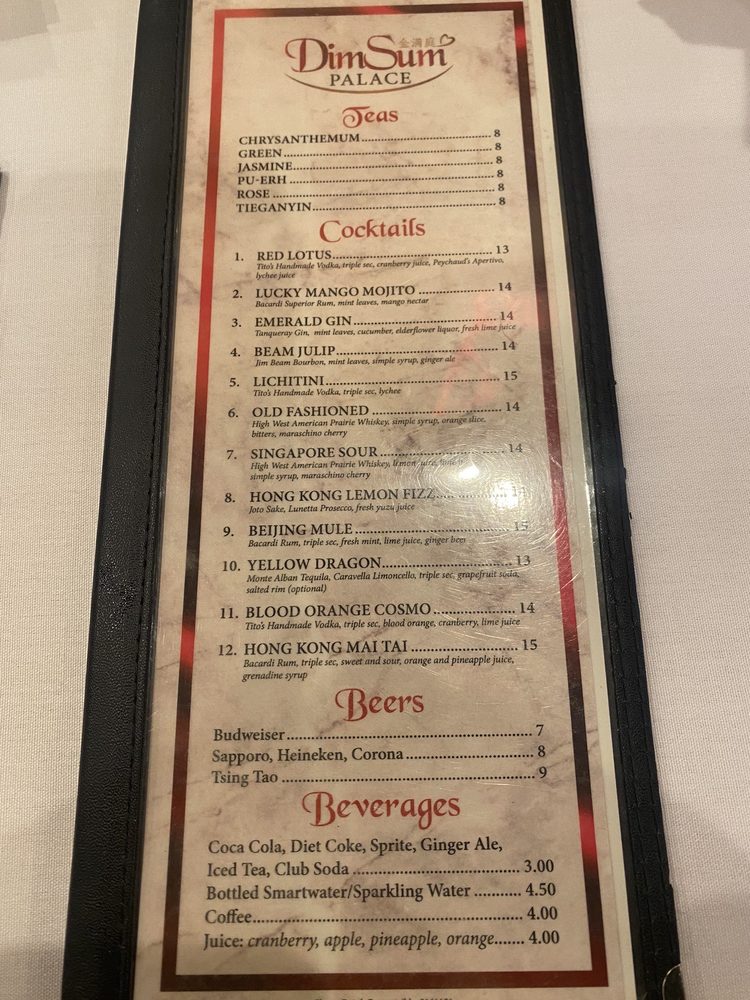 DimSum
金满庭
PALACE
Teas
CHRYSANTHEMUM 8
GREEN 8
JASMINE 8
PU-ERH 8
ROSE 8
TIEGANYIN 8
Cocktails
1. RED LOTUS 13
Tito's Handmade Vodka, triple sec, cranberry juice, Peychaud's Apertivo,
lychee juice
2. LUCKY MANGO MOJITO 14
Bacardi Superior Rum, mint leaves, mango nectar
3. EMERALD GIN 14
Tanqueray Gin, mint leaves, cucumber, elderflower liquor, fresh lime juice
4. BEAM JULIP 14
Jim Beam Bourbon, mint leaves, simple syrup, ginger ale
5. LICHITINI 15
Tito's Handmade Vodka, triple sec, lychee
6. OLD FASHIONED 14
High West American Prairie Whiskey, simple syrup, orange slice,
bitters, maraschino cherry
7. SINGAPORE SOUR 14
High West American Prairie Whiskey, lemon juice,
simple syrup, maraschino cherry
8. HONG KONG LEMON FIZZ
Joto Sake, Lunetta Prosecco, fresh yuzu juice
9. BEIJING MULE 15
Bacardi Rum, triple sec, fresh mint, lime juice, ginger beer
10. YELLOW DRAGON 13
Monte Alban Tequila, Caravella Limoncello, triple sec, grapefruit soda,
salted rim (optional)
11. BLOOD ORANGE COSMO 14
Tito's Handmade Vodka, triple sec, blood orange, cranberry, lime juice
12. HONG KONG MAI TAI 15
Bacardi Rum, triple sec, sweet and sour, orange and pineapple juice,
grenadine syrup
Beers
Budweiser 7
Sapporo, Heineken, Corona 8
Tsing Tao 9
Beverages
Coca Cola, Diet Coke, Sprite, Ginger Ale,
Iced Tea, Club Soda 3.00
Bottled Smartwater/Sparkling Water 4.50
Coffee 4.00
Juice: cranberry, apple, pineapple, orange 4.00